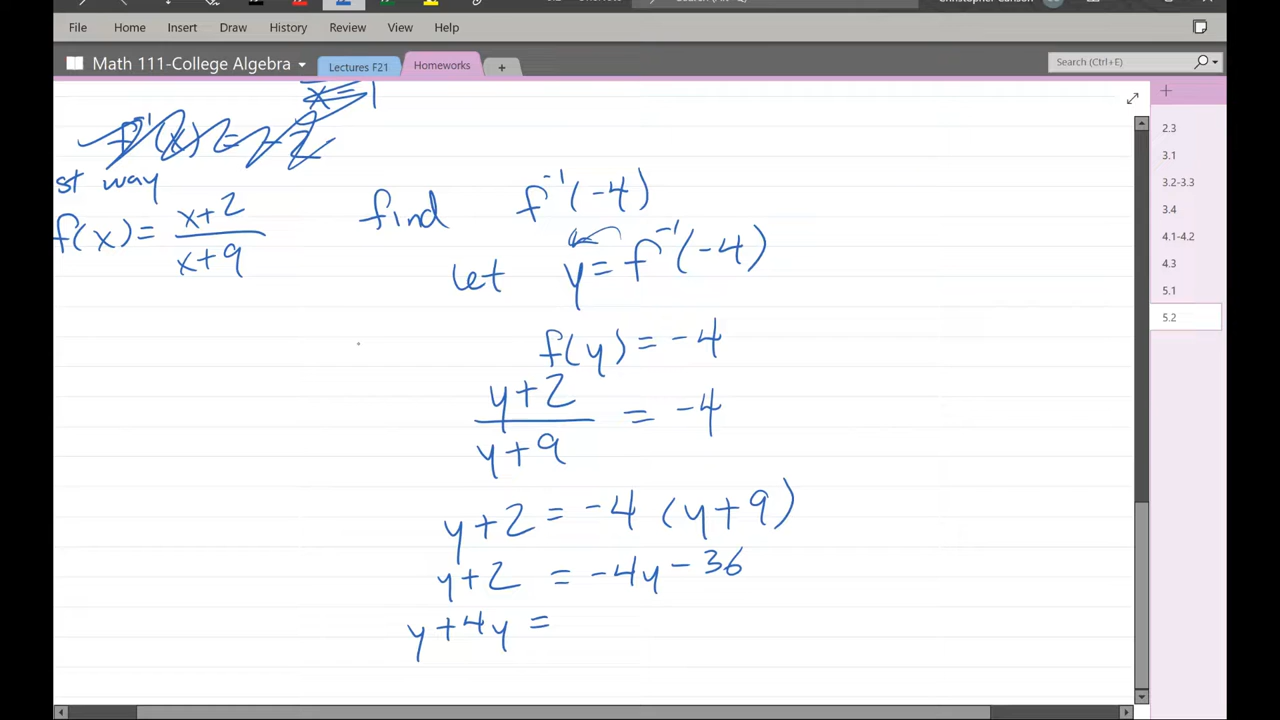 File Home Insert Draw History Review View Help
Math 111-College Algebra Lectures F21 Homeworks + Search (Ctrl+E)
2.3
3.1
3.2-3.3
3.4
4.1-4.2
4.3
5.1
5.2
x = 1
st way
f(x) = x+2 / x+9
find f⁻¹(-4)
let y = f⁻¹(-4)
f(y) = -4
y+2 / y+9 = -4
y+2 = -4 (y+9)
y+2 = -4y - 36
y+4y =